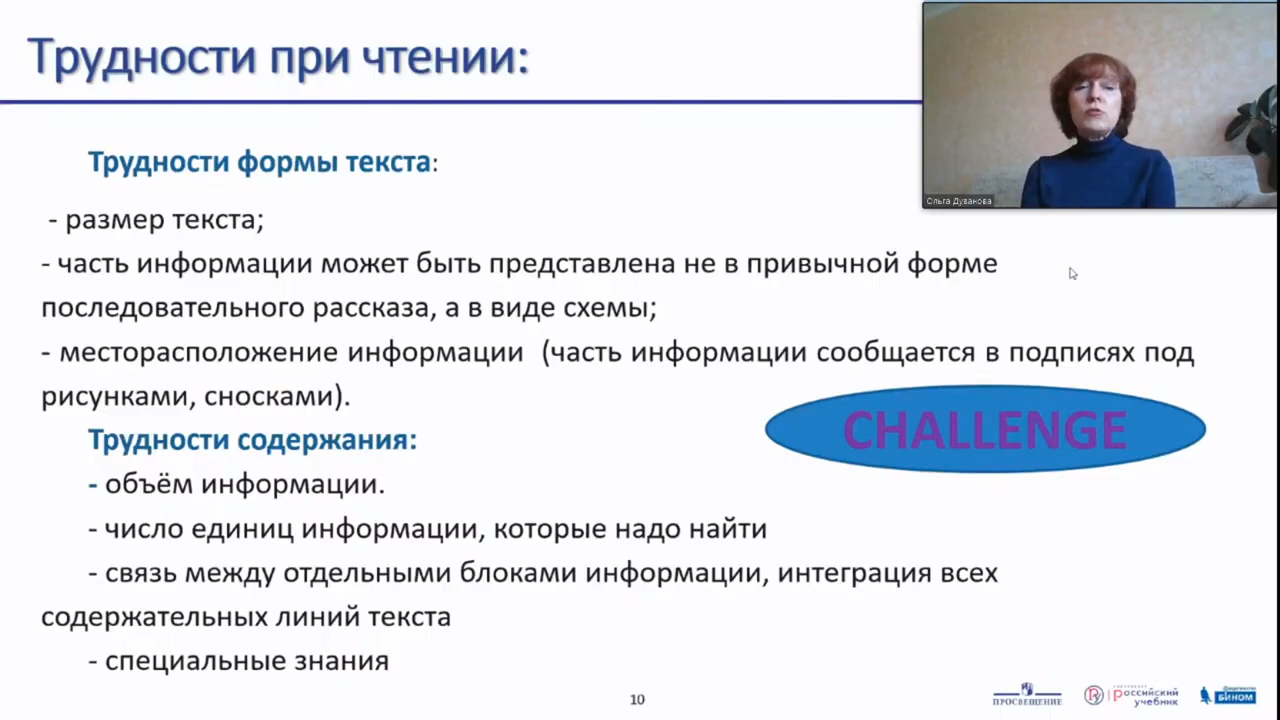 Трудности при чтении:
Ольга Дуванова
Трудности формы текста:
- размер текста;
- часть информации может быть представлена не в привычной форме
последовательного рассказа, а в виде схемы;
- месторасположение информации (часть информации сообщается в подписях под
рисунками, сносками).
CHALLENGE
Трудности содержания:
- объём информации.
- число единиц информации, которые надо найти
- связь между отдельными блоками информации, интеграция всех
содержательных линий текста
- специальные знания
10
ПРОСВЕЩЕНИЕ
Российский
учебник
БИНОМ